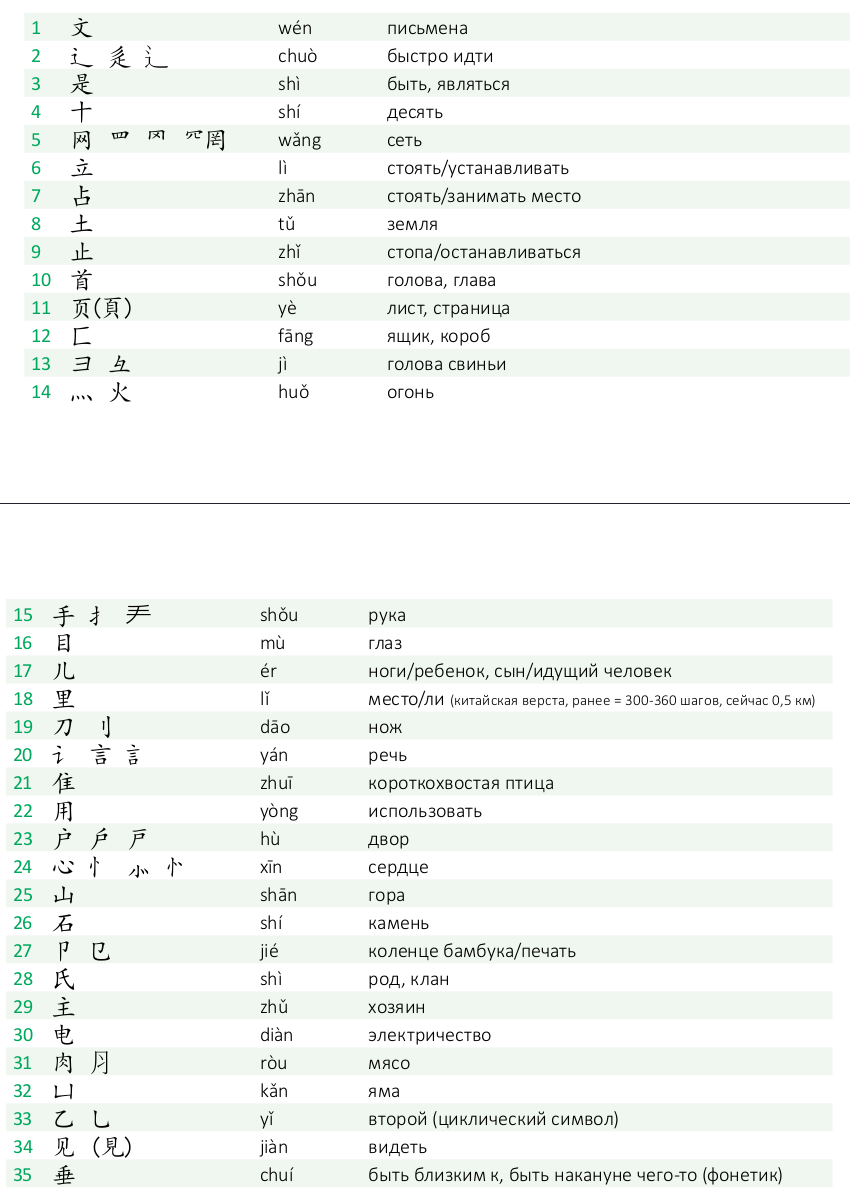 1 文 wén письмена
2 辶 辵 ⻌ chuò быстро идти
3 是 shì быть, являться
4 十 shí десять
5 网 罒 ⺵ ⺳罔 wǎng сеть
6 立 lì стоять/устанавливать
7 占 zhān стоять/занимать место
8 土 tǔ земля
9 止 zhǐ стопа/останавливаться
10 首 shǒu голова, глава
11 页(頁) yè лист, страница
12 匚 fāng ящик, короб
13 彐 彑 jì голова свиньи
14 灬 火 huǒ огонь
15 手 扌 龵 shǒu рука
16 目 mù глаз
17 儿 ér ноги/ребенок, сын/идущий человек
18 里 lǐ место/ли (китайская верста, ранее = 300-360 шагов, сейчас 0,5 км)
19 刀 刂 dāo нож
20 讠 言 訁 yán речь
21 隹 zhuī короткохвостая птица
22 用 yòng использовать
23 户 戶 戸 hù двор
24 心 忄 ⺗ 忄 xīn сердце
25 山 shān гора
26 石 shí камень
27 卩 㔾 jié коленце бамбука/печать
28 氏 shì род, клан
29 主 zhǔ хозяин
30 电 diàn электричество
31 肉 ⺼ ròu мясо
32 凵 kǎn яма
33 乙 乚 yǐ второй (циклический символ)
34 见 (見) jiàn видеть
35 垂 chuí быть близким к, быть накануне чего-то (фонетик)